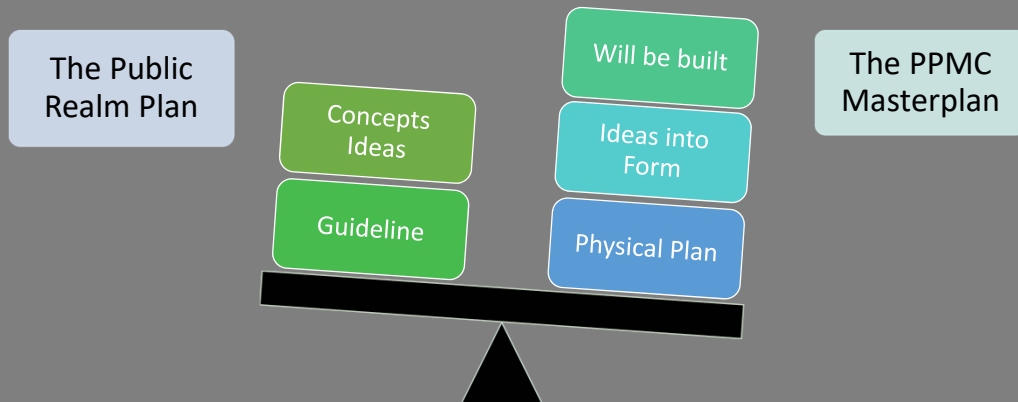 The Public
Realm Plan
Concepts
Ideas
Guideline
Will be built
Ideas into
Form
Physical Plan
The PPMC
Masterplan